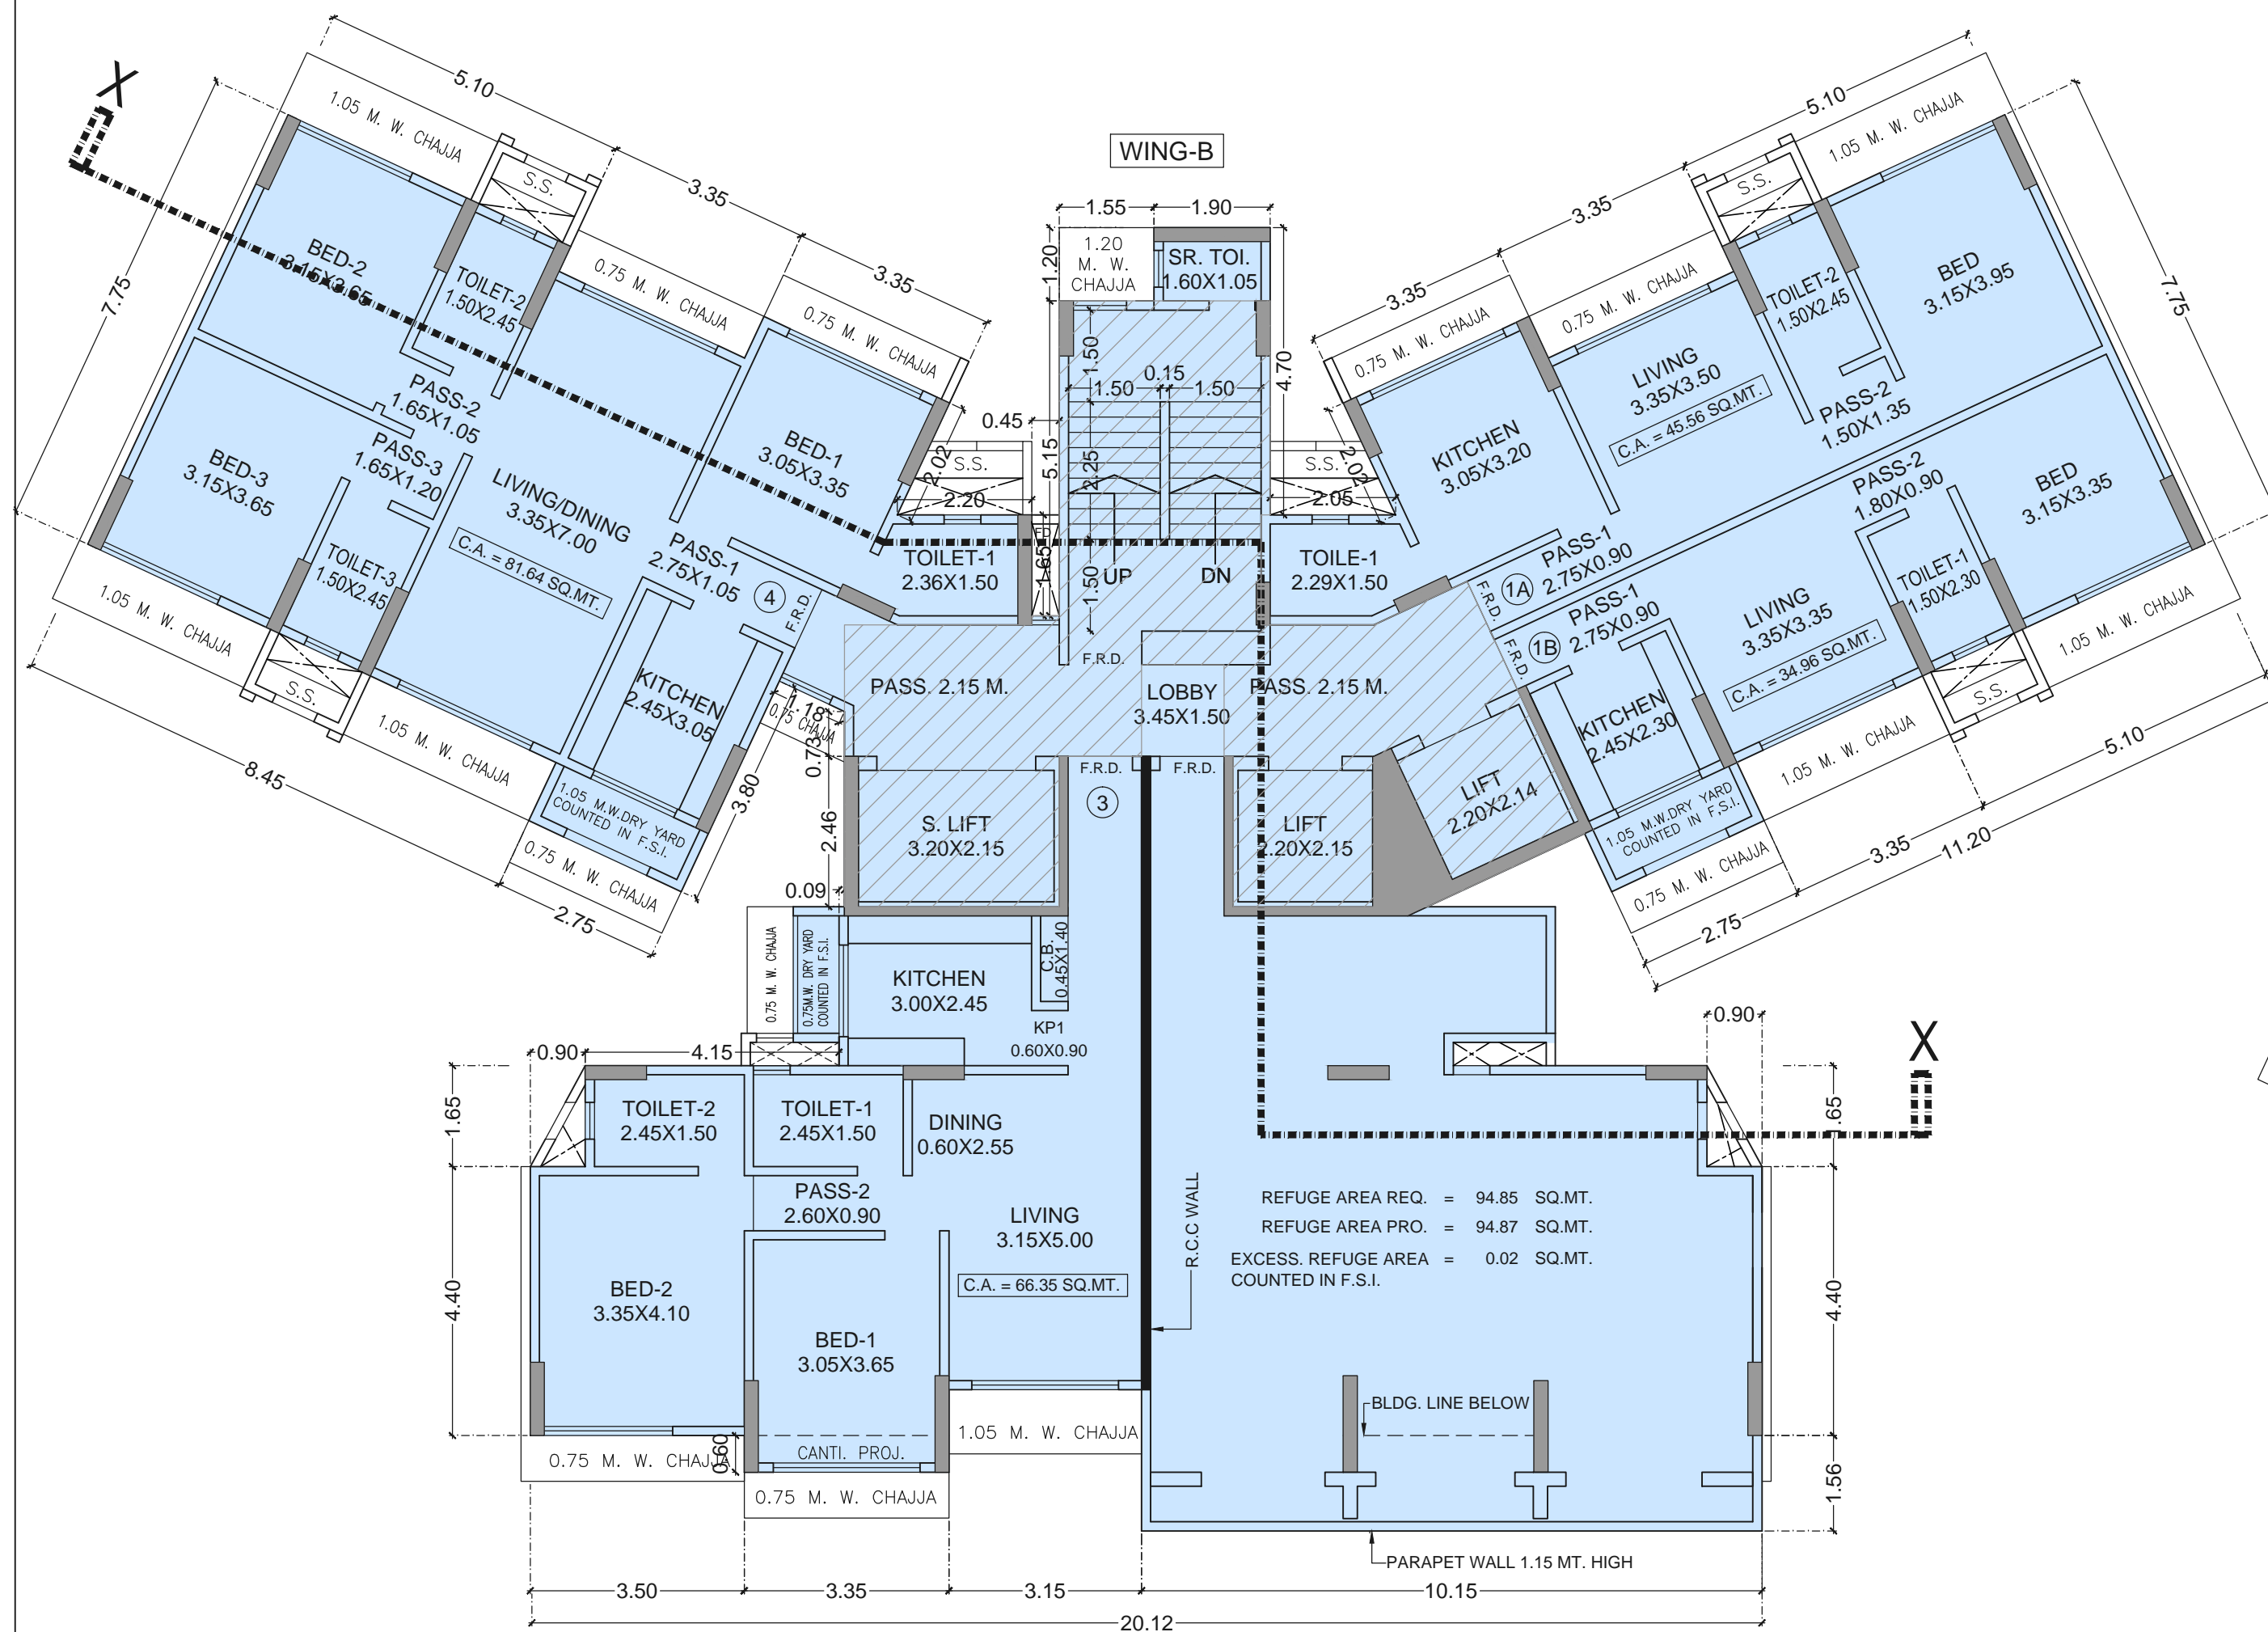 WING-B
X
5.10
1.05 M. W. CHAJJA
3.35
3.35
7.75
S.S.
0.75 M. W. CHAJJA
0.75 M. W. CHAJJA
BED-2
3.15X3.65
TOILET-2
1.50X2.45
PASS-2
1.65X1.05
PASS-3
1.65X1.20
BED-3
3.15X3.65
TOILET-3
1.50X2.45
LIVING/DINING
3.35X7.00
C.A. = 81.64 SQ.MT.
BED-1
3.05X3.35
PASS-1
2.75X1.05
4
F.R.D.
KITCHEN
2.45X3.05
1.05 M. W. CHAJJA
S.S.
1.05 M. W. CHAJJA
1.05 M.W.DRY YARD
COUNTED IN F.S.I.
0.75 M. W. CHAJJA
8.45
2.75
3.80
1.18
0.75 CHAJJA
0.73
2.46
0.09
1.55
1.90
1.20
M. W.
CHAJJA
1.20
SR. TOI.
1.60X1.05
4.70
1.50
0.15
1.50
1.50
0.45
5.15
2.25
S.S.
2.02
2.20
F.D.
1.65
1.50
UP
DN
TOILET-1
2.36X1.50
S.S.
2.02
2.05
TOILE-1
2.29X1.50
F.R.D.
PASS. 2.15 M.
LOBBY
3.45X1.50
PASS. 2.15 M.
F.R.D.
F.R.D.
3
S. LIFT
3.20X2.15
LIFT
2.20X2.15
LIFT
2.20X2.14
5.10
1.05 M. W. CHAJJA
3.35
3.35
7.75
S.S.
0.75 M. W. CHAJJA
0.75 M. W. CHAJJA
BED
3.15X3.95
TOILET-2
1.50X2.45
LIVING
3.35X3.50
C.A. = 45.56 SQ.MT.
KITCHEN
3.05X3.20
PASS-2
1.50X1.35
PASS-1
2.75X0.90
1A
F.R.D.
PASS-2
1.80X0.90
BED
3.15X3.35
TOILET-1
1.50X2.30
LIVING
3.35X3.35
C.A. = 34.96 SQ.MT.
PASS-1
2.75X0.90
1B
F.R.D.
KITCHEN
2.45X2.30
1.05 M. W. CHAJJA
S.S.
1.05 M. W. CHAJJA
1.05 M.W.DRY YARD
COUNTED IN F.S.I.
0.75 M. W. CHAJJA
5.10
3.35
11.20
2.75
0.75 M. W. CHAJJA
0.75M.W. DRY YARD
COUNTED IN F.S.I.
KITCHEN
3.00X2.45
C.B.
0.45X1.40
KP1
0.60X0.90
0.90
4.15
1.65
TOILET-2
2.45X1.50
TOILET-1
2.45X1.50
DINING
0.60X2.55
PASS-2
2.60X0.90
LIVING
3.15X5.00
C.A. = 66.35 SQ.MT.
4.40
BED-2
3.35X4.10
BED-1
3.05X3.65
0.60
CANTI. PROJ.
1.05 M. W. CHAJJA
0.75 M. W. CHAJJA
0.75 M. W. CHAJJA
R.C.C WALL
0.90
X
1.65
REFUGE AREA REQ. = 94.85 SQ.MT.
REFUGE AREA PRO. = 94.87 SQ.MT.
EXCESS. REFUGE AREA = 0.02 SQ.MT.
COUNTED IN F.S.I.
4.40
BLDG. LINE BELOW
1.56
PARAPET WALL 1.15 MT. HIGH
3.50
3.35
3.15
10.15
20.12